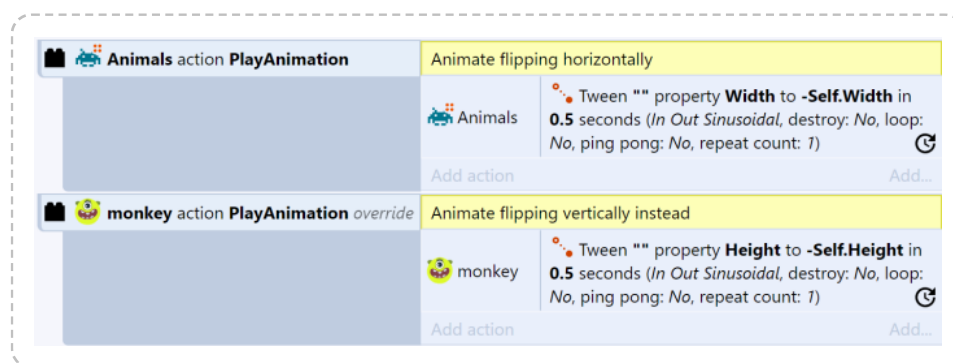 Animals action PlayAnimation
Animate flipping horizontally
Animals
Tween "" property Width to -Self.Width in
0.5 seconds (In Out Sinusoidal, destroy: No, loop:
No, ping pong: No, repeat count: 1)
Add action
Add...
monkey action PlayAnimation override
Animate flipping vertically instead
monkey
Tween "" property Height to -Self.Height in
0.5 seconds (In Out Sinusoidal, destroy: No, loop:
No, ping pong: No, repeat count: 1)
Add action
Add...